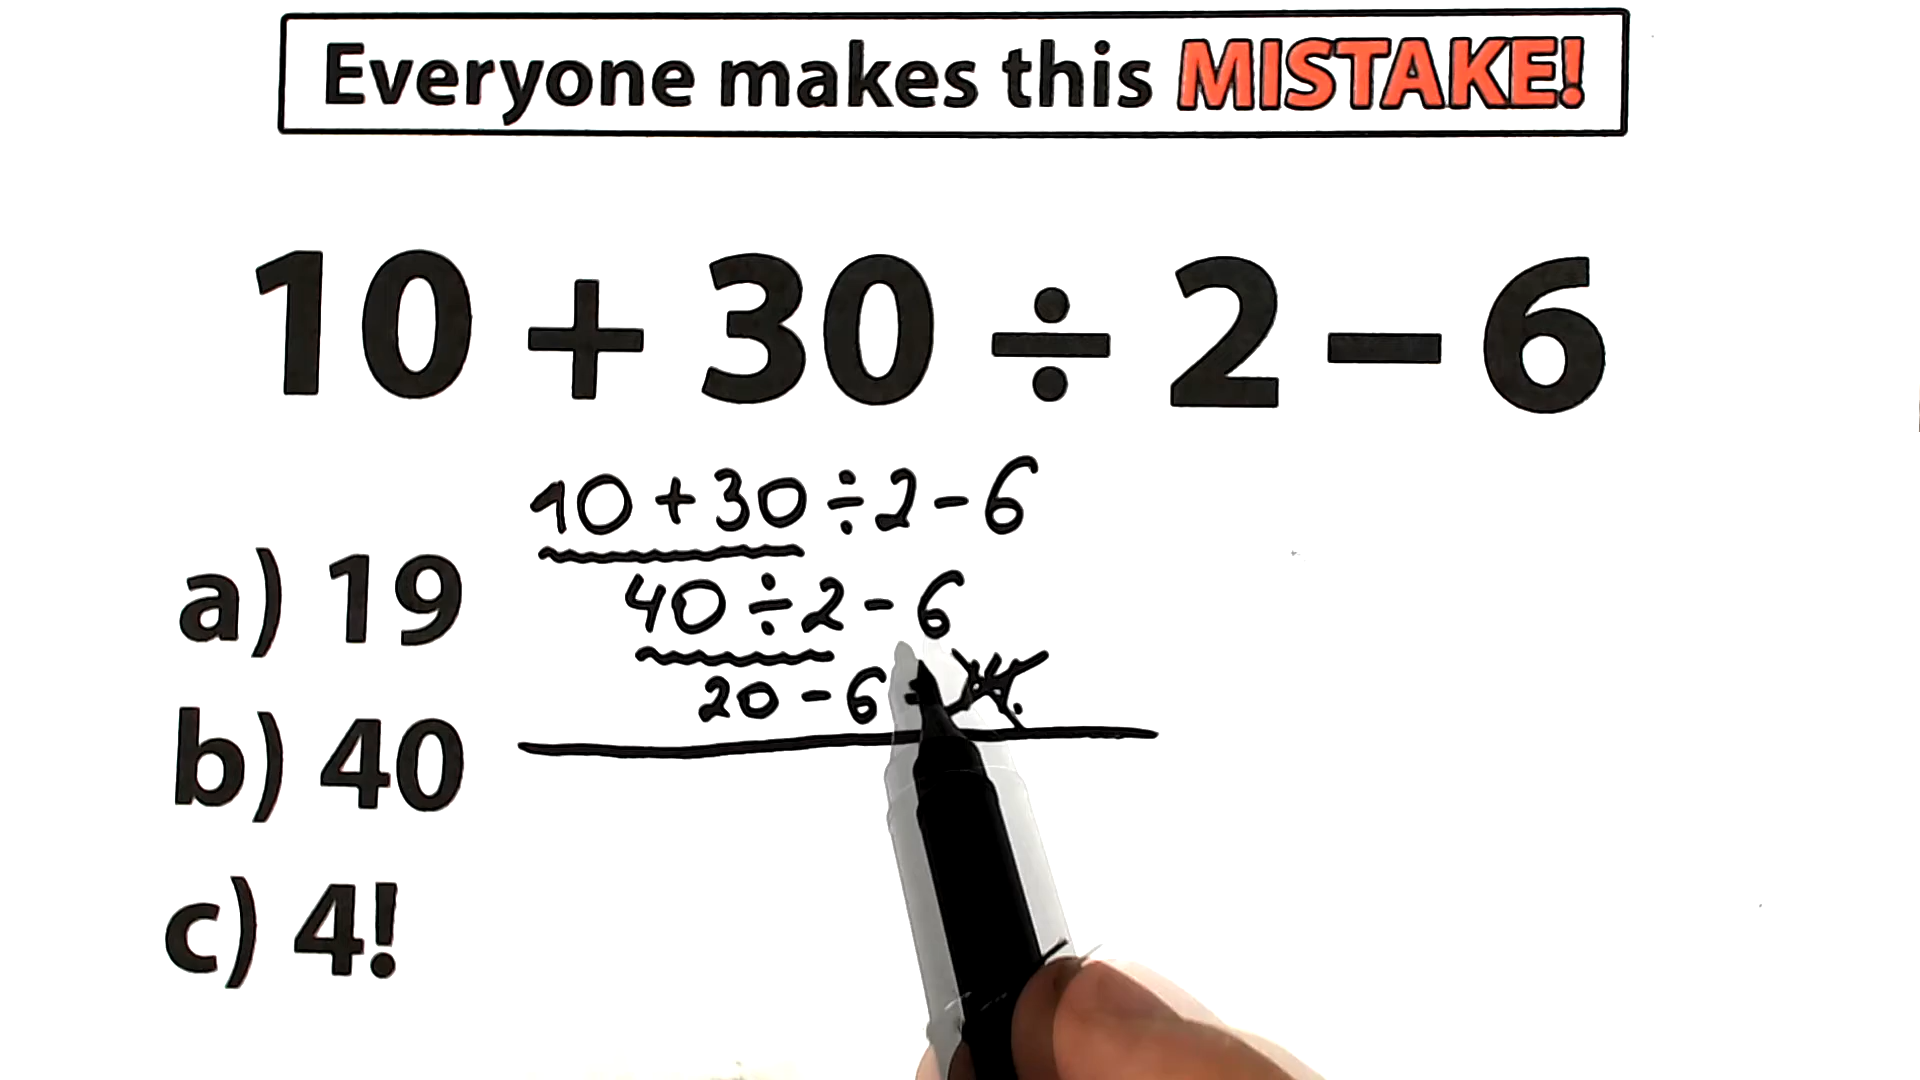 Everyone makes this MISTAKE!
10 + 30 ÷ 2 – 6
10 + 30 ÷ 2 - 6
a) 19
40 ÷ 2 - 6
20 - 6
b) 40
c) 4!